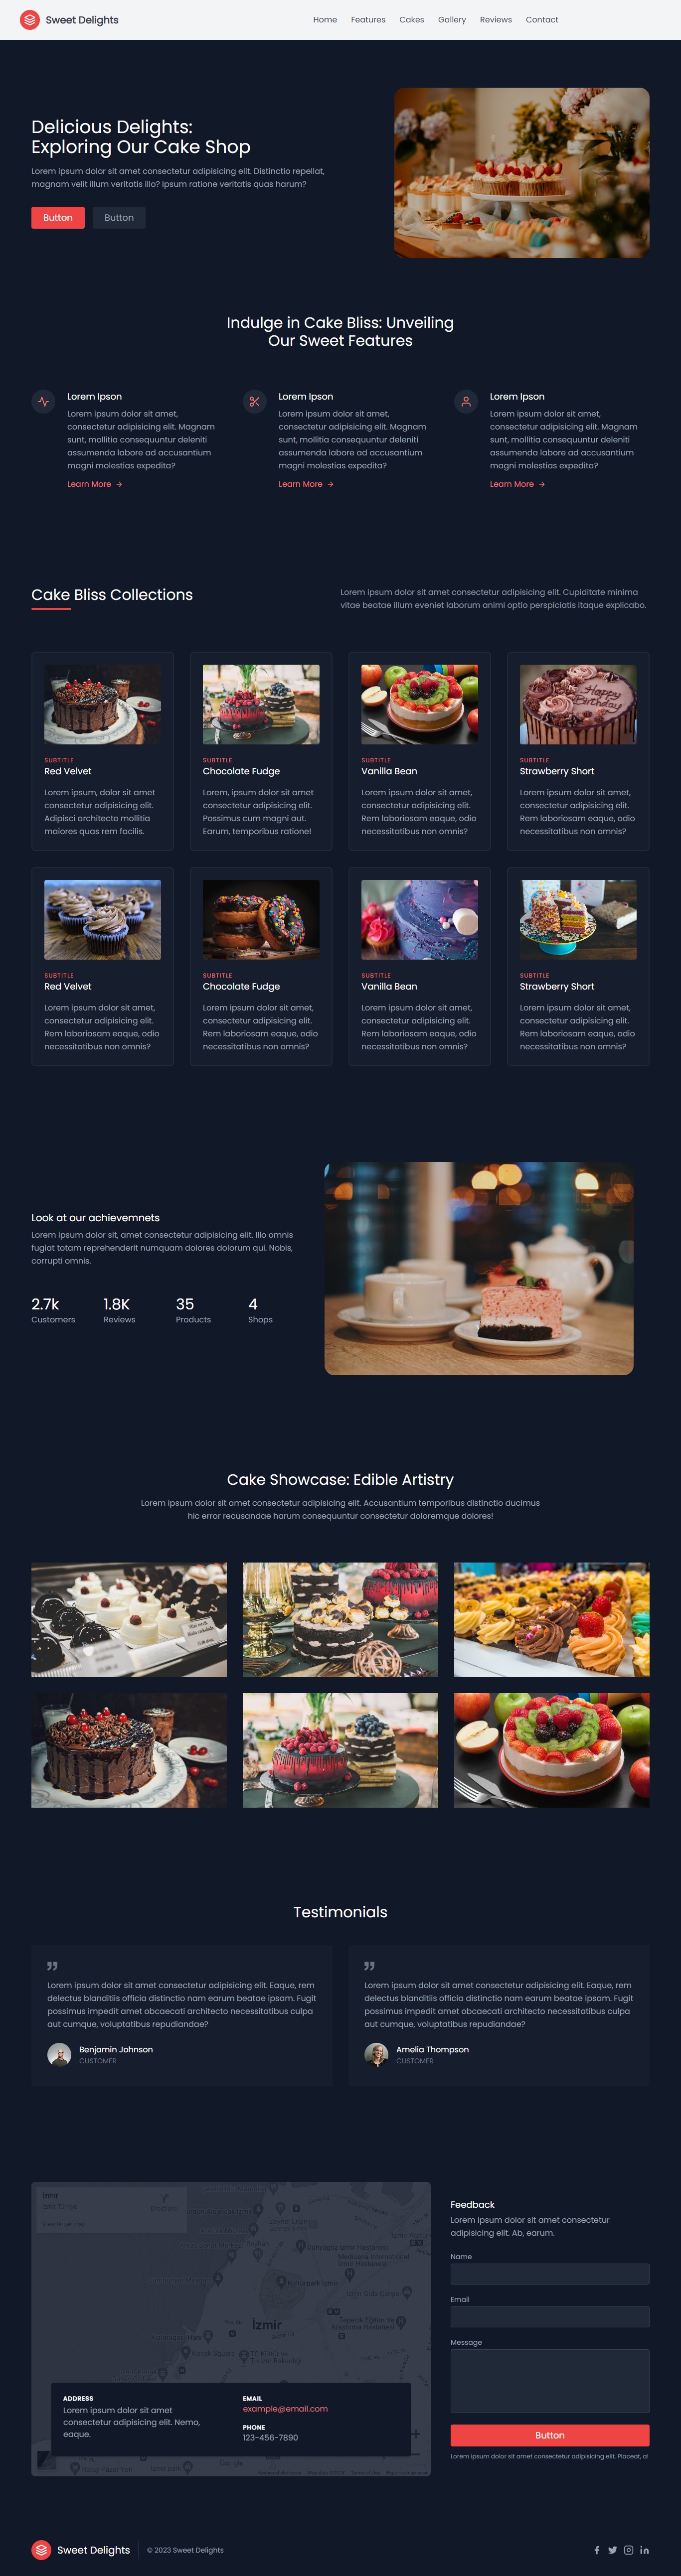 Sweet Delights
Home Features Cakes Gallery Reviews Contact
Delicious Delights:
Exploring Our Cake Shop
Lorem ipsum dolor sit amet consectetur adipisicing elit. Distinctio repellat,
magnam velit illum veritatis illo? Ipsum ratione veritatis quas harum?
Button Button
Indulge in Cake Bliss: Unveiling
Our Sweet Features
Lorem Ipson
Lorem ipsum dolor sit amet,
consectetur adipisicing elit. Magnam
sunt, mollitia consequuntur deleniti
assumenda labore ad accusantium
magni molestias expedita?
Learn More
Lorem Ipson
Lorem ipsum dolor sit amet,
consectetur adipisicing elit. Magnam
sunt, mollitia consequuntur deleniti
assumenda labore ad accusantium
magni molestias expedita?
Learn More
Lorem Ipson
Lorem ipsum dolor sit amet,
consectetur adipisicing elit. Magnam
sunt, mollitia consequuntur deleniti
assumenda labore ad accusantium
magni molestias expedita?
Learn More
Cake Bliss Collections
Lorem ipsum dolor sit amet consectetur adipisicing elit. Cupiditate minima
vitae beatae illum eveniet laborum animi optio perspiciatis itaque explicabo.
SUBTITLE
Red Velvet
Lorem ipsum, dolor sit amet
consectetur adipisicing elit.
Adipisci architecto mollitia
maiores quas rem facilis.
SUBTITLE
Chocolate Fudge
Lorem, ipsum dolor sit amet
consectetur adipisicing elit.
Possimus cum magni aut.
Earum, temporibus ratione!
SUBTITLE
Vanilla Bean
Lorem ipsum dolor sit amet,
consectetur adipisicing elit.
Rem laboriosam eaque, odio
necessitatibus non omnis?
Happy
Birthday
SUBTITLE
Strawberry Short
Lorem ipsum dolor sit amet,
consectetur adipisicing elit.
Rem laboriosam eaque, odio
necessitatibus non omnis?
SUBTITLE
Red Velvet
Lorem ipsum dolor sit amet,
consectetur adipisicing elit.
Rem laboriosam eaque, odio
necessitatibus non omnis?
SUBTITLE
Chocolate Fudge
Lorem ipsum dolor sit amet,
consectetur adipisicing elit.
Rem laboriosam eaque, odio
necessitatibus non omnis?
SUBTITLE
Vanilla Bean
Lorem ipsum dolor sit amet,
consectetur adipisicing elit.
Rem laboriosam eaque, odio
necessitatibus non omnis?
SUBTITLE
Strawberry Short
Lorem ipsum dolor sit amet,
consectetur adipisicing elit.
Rem laboriosam eaque, odio
necessitatibus non omnis?
Look at our achievemnets
Lorem ipsum dolor sit, amet consectetur adipisicing elit. Illo omnis
fugiat totam reprehenderit numquam dolores dolorum qui. Nobis,
corrupti omnis.
2.7k 1.8K 35 4
Customers Reviews Products Shops
Cake Showcase: Edible Artistry
Lorem ipsum dolor sit amet consectetur adipisicing elit. Accusantium temporibus distinctio ducimus
hic error recusandae harum consequuntur consectetur doloremque dolores!
Testimonials
Lorem ipsum dolor sit amet consectetur adipisicing elit. Eaque, rem
delectus blanditiis officia distinctio nam earum beatae ipsam. Fugit
possimus impedit amet obcaecati architecto necessitatibus culpa
aut cumque, voluptatibus repudiandae?
Benjamin Johnson
CUSTOMER
Lorem ipsum dolor sit amet consectetur adipisicing elit. Eaque, rem
delectus blanditiis officia distinctio nam earum beatae ipsam. Fugit
possimus impedit amet obcaecati architecto necessitatibus culpa
aut cumque, voluptatibus repudiandae?
Amelia Thompson
CUSTOMER
İzmir
İzmir
ADDRESS
Lorem ipsum dolor sit amet
consectetur adipisicing elit. Nemo,
eaque.
EMAIL
example@email.com
PHONE
123-456-7890
Google
Feedback
Lorem ipsum dolor sit amet consectetur
adipisicing elit. Ab, earum.
Name
Email
Message
Button
Lorem ipsum dolor sit amet consectetur adipisicing elit. Placeat, a!
Sweet Delights
© 2023 Sweet Delights